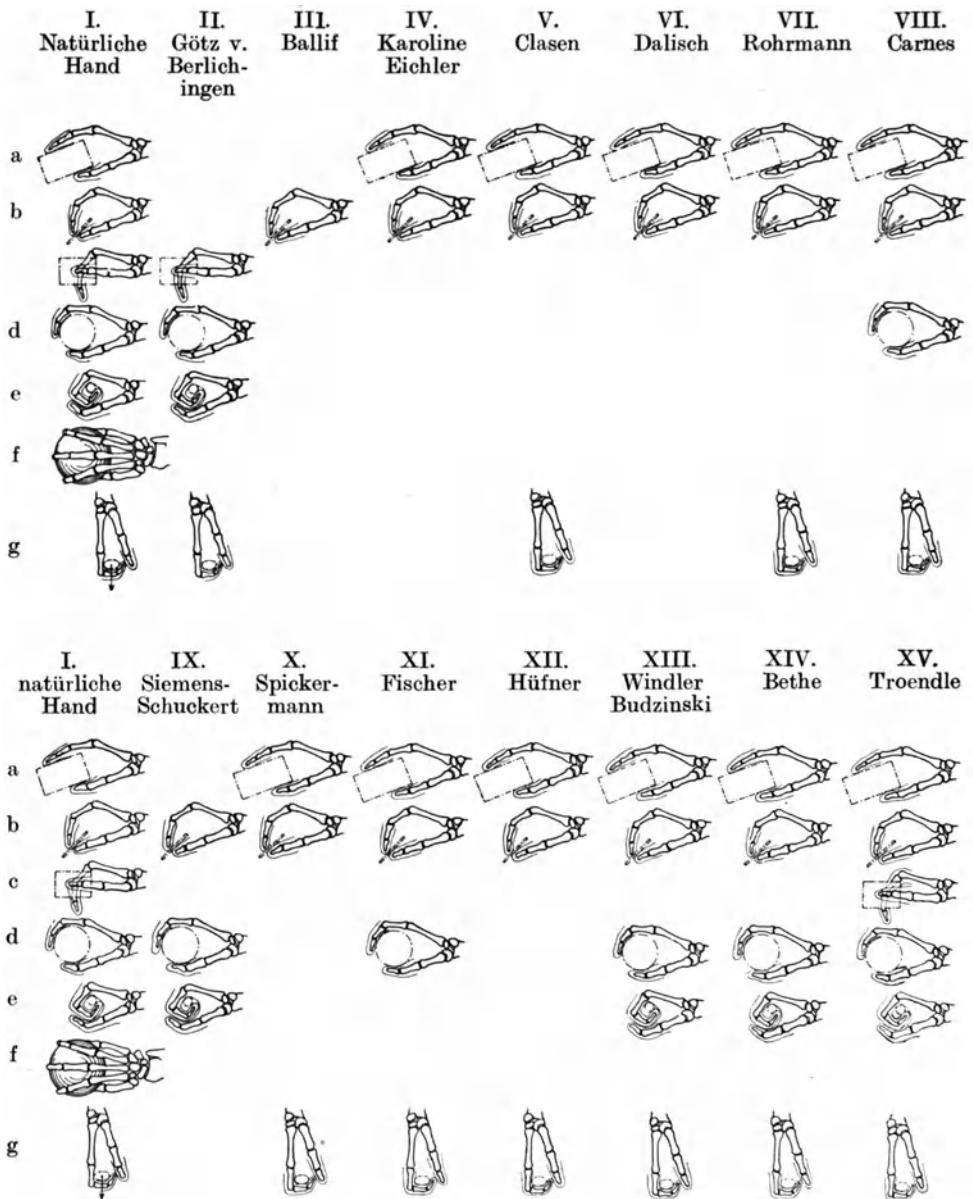 I. II. III. IV. V. VI. VII. VIII.
Natürliche Götz v. Ballif Karoline Clasen Dalisch Rohrmann Carnes
Hand Berlich- Eichler
ingen
a
b
d
e
f
g
I. IX. X. XI. XII. XIII. XIV. XV.
natürliche Siemens- Spicker- Fischer Hüfner Windler Bethe Troendle
Hand Schuckert mann Budzinski
a
b
c
d
e
f
g